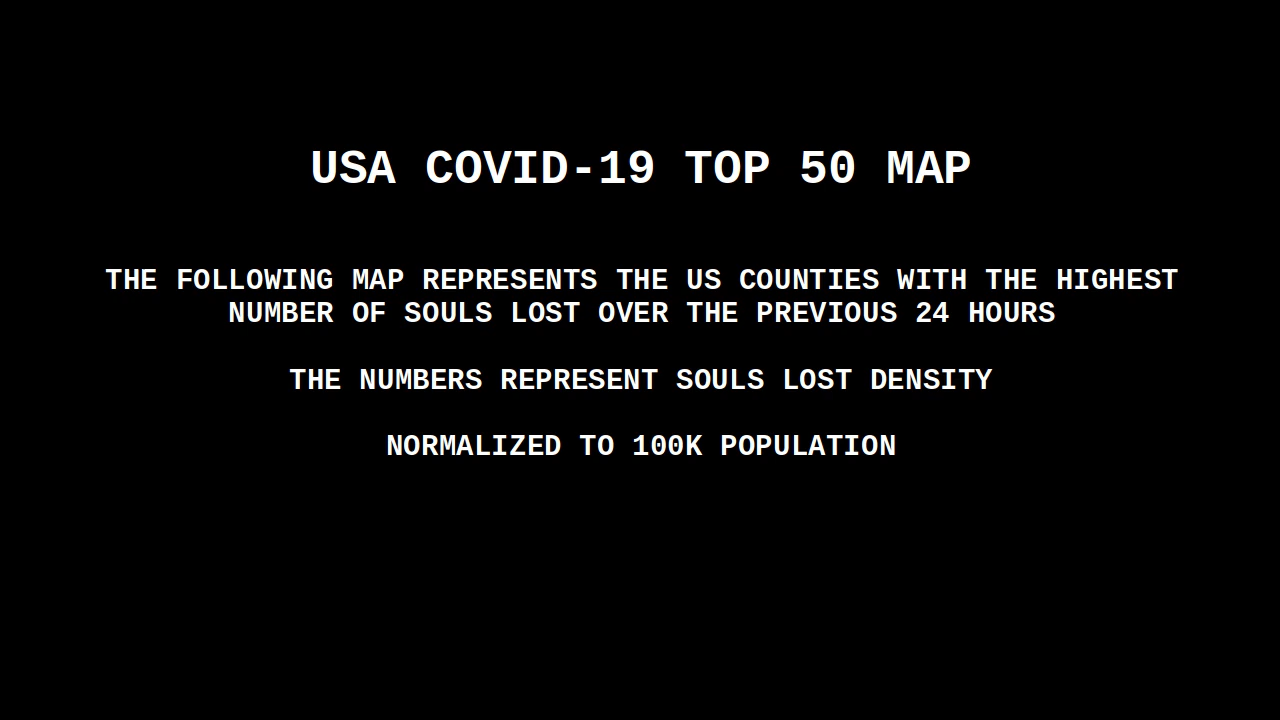 USA COVID-19 TOP 50 MAP
THE FOLLOWING MAP REPRESENTS THE US COUNTIES WITH THE HIGHEST
NUMBER OF SOULS LOST OVER THE PREVIOUS 24 HOURS
THE NUMBERS REPRESENT SOULS LOST DENSITY
NORMALIZED TO 100K POPULATION